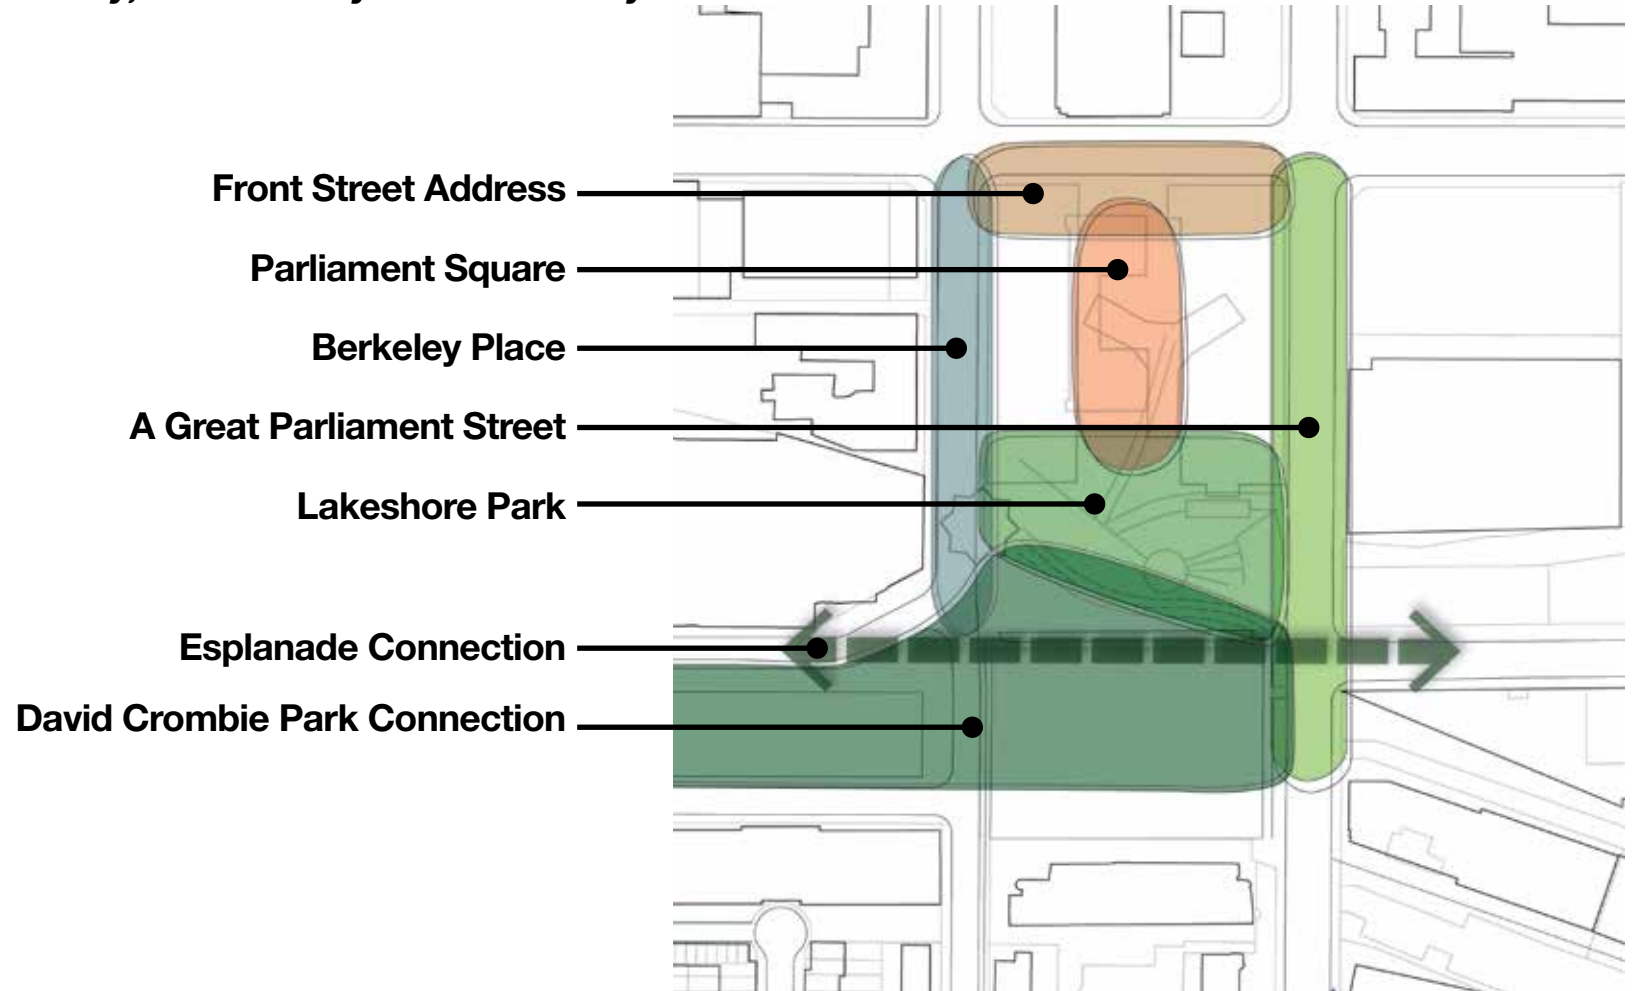 Front Street Address
Parliament Square
Berkeley Place
A Great Parliament Street
Lakeshore Park
Esplanade Connection
David Crombie Park Connection